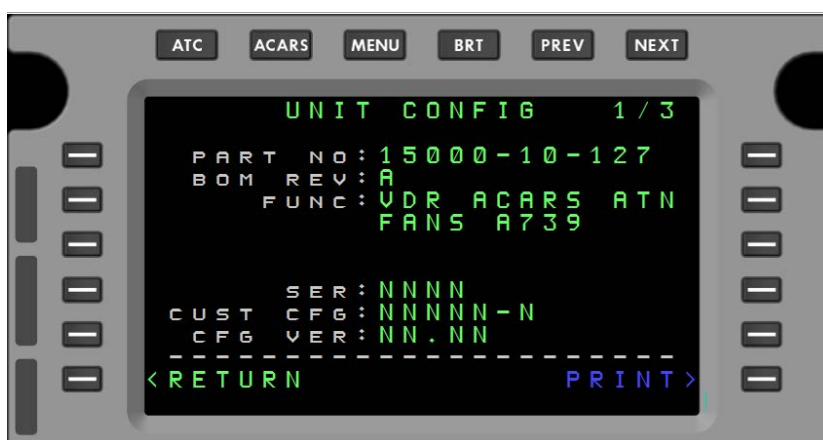 ATC ACARS MENU BRT PREV NEXT
UNIT CONFIG 1/3
PART NO:15000-10-127
BOM REV:A
FUNC:VDR ACARS ATN
FANS A739
SER:NNNN
CUST CFG:NNNNN-N
CFG VER:NN.NN
<RETURN PRINT>